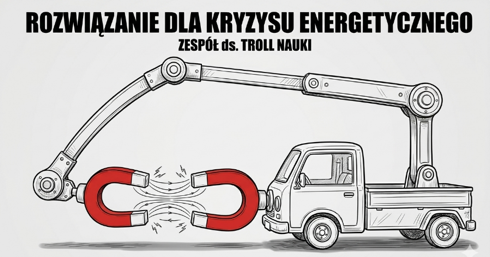 ROZWIĄZANIE DLA KRYZYSU ENERGETYCZNEGO
ZESPÓŁ ds. TROLL NAUKI